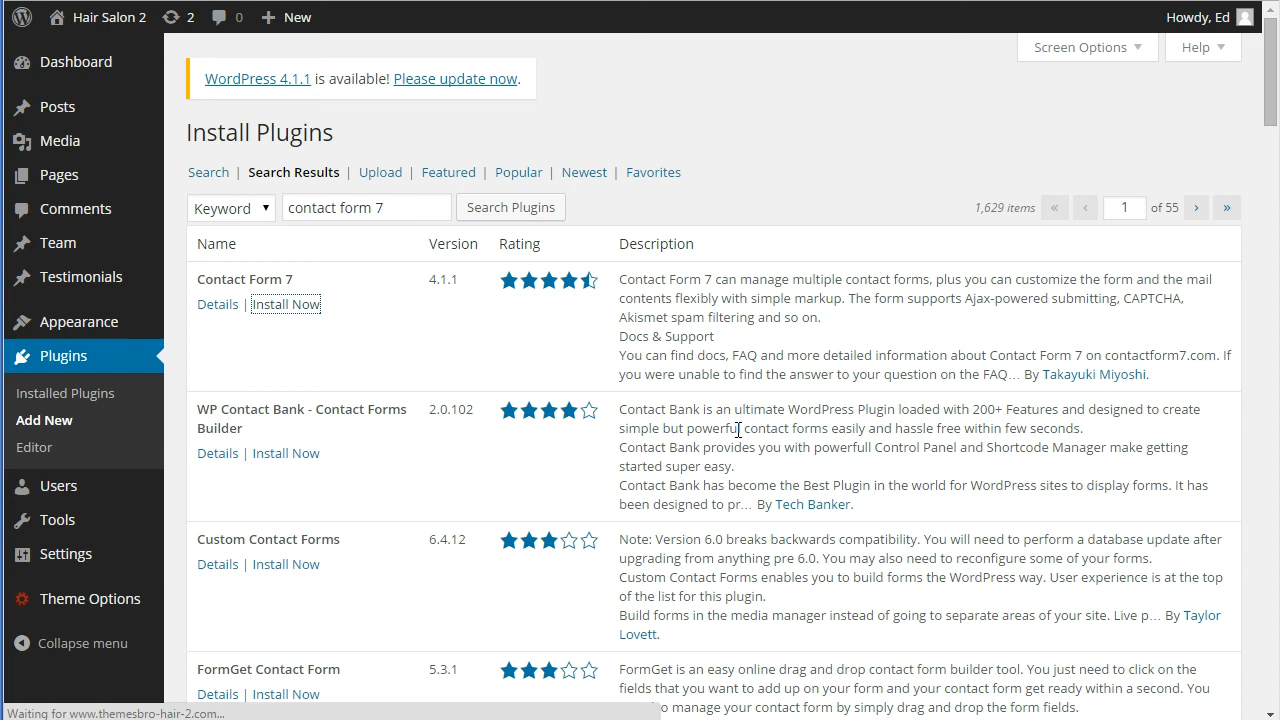 Hair Salon 2 2 0 New Howdy, Ed
Screen Options Help
WordPress 4.1.1 is available! Please update now.
Dashboard
Posts
Media
Pages
Comments
Team
Testimonials
Appearance
Plugins
Installed Plugins
Add New
Editor
Users
Tools
Settings
Theme Options
Collapse menu
Install Plugins
Search | Search Results | Upload | Featured | Popular | Newest | Favorites
Keyword contact form 7 Search Plugins 1,629 items « ‹ 1 of 55 › »
Name Version Rating Description
Contact Form 7 4.1.1
Details | Install Now
Contact Form 7 can manage multiple contact forms, plus you can customize the form and the mail
contents flexibly with simple markup. The form supports Ajax-powered submitting, CAPTCHA,
Akismet spam filtering and so on.
Docs & Support
You can find docs, FAQ and more detailed information about Contact Form 7 on contactform7.com. If
you were unable to find the answer to your question on the FAQ… By Takayuki Miyoshi.
WP Contact Bank - Contact Forms
Builder
2.0.102
Details | Install Now
Contact Bank is an ultimate WordPress Plugin loaded with 200+ Features and designed to create
simple but powerful contact forms easily and hassle free within few seconds.
Contact Bank provides you with powerfull Control Panel and Shortcode Manager make getting
started super easy.
Contact Bank has become the Best Plugin in the world for WordPress sites to display forms. It has
been designed to pr… By Tech Banker.
Custom Contact Forms 6.4.12
Details | Install Now
Note: Version 6.0 breaks backwards compatibility. You will need to perform a database update after
upgrading from anything pre 6.0. You may also need to reconfigure some of your forms.
Custom Contact Forms enables you to build forms the WordPress way. User experience is at the top
of the list for this plugin.
Build forms in the media manager instead of going to separate areas of your site. Live p… By Taylor
Lovett.
FormGet Contact Form 5.3.1
Details | Install Now
FormGet is an easy online drag and drop contact form builder tool. You just need to click on the
fields that you want to add up on your form and your contact form get ready within a second. You
to manage your contact form by simply drag and drop the form fields.
Waiting for www.themesbro-hair-2.com...